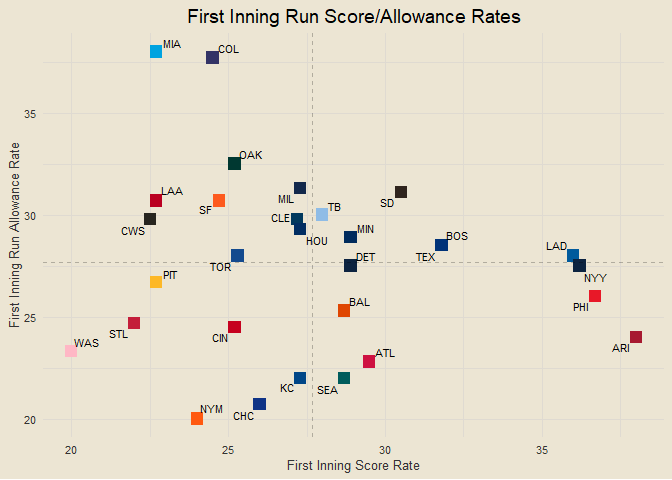 First Inning Run Score/Allowance Rates
First Inning Run Allowance Rate
MIA
COL
35
OAK
LAA
MIL
SD
SF
TB
30
CLE
CWS
HOU
MIN
BOS
LAD
TEX
TOR
DET
NYY
PIT
PHI
BAL
25
STL
CIN
ARI
WAS
ATL
KC
SEA
NYM
CHC
20
20
25
30
35
First Inning Score Rate